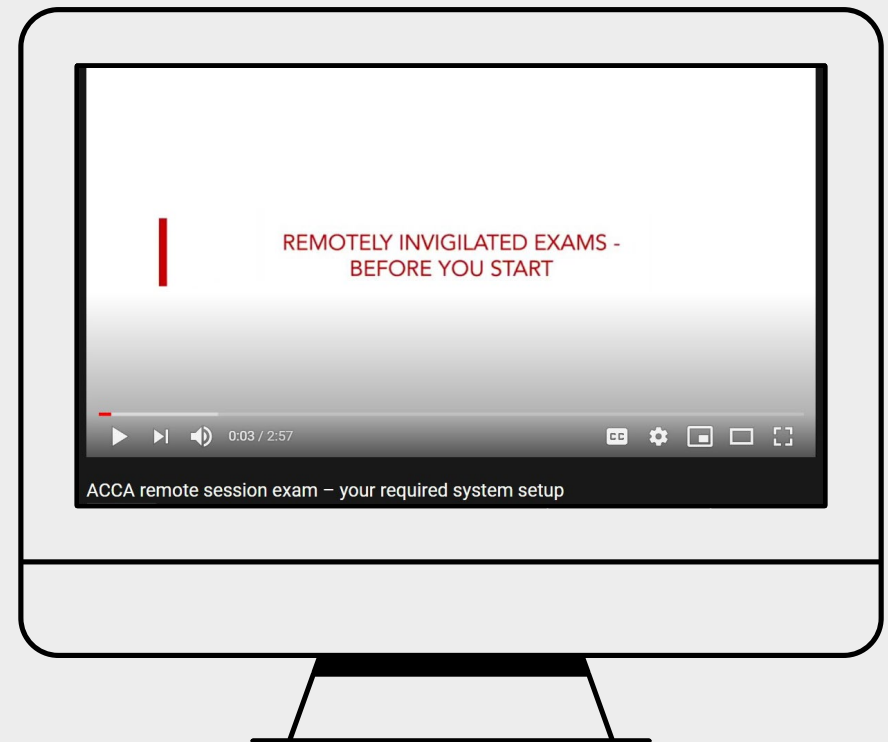 REMOTELY INVIGILATED EXAMS -
BEFORE YOU START
0:03 / 2:57
CC
ACCA remote session exam – your required system setup